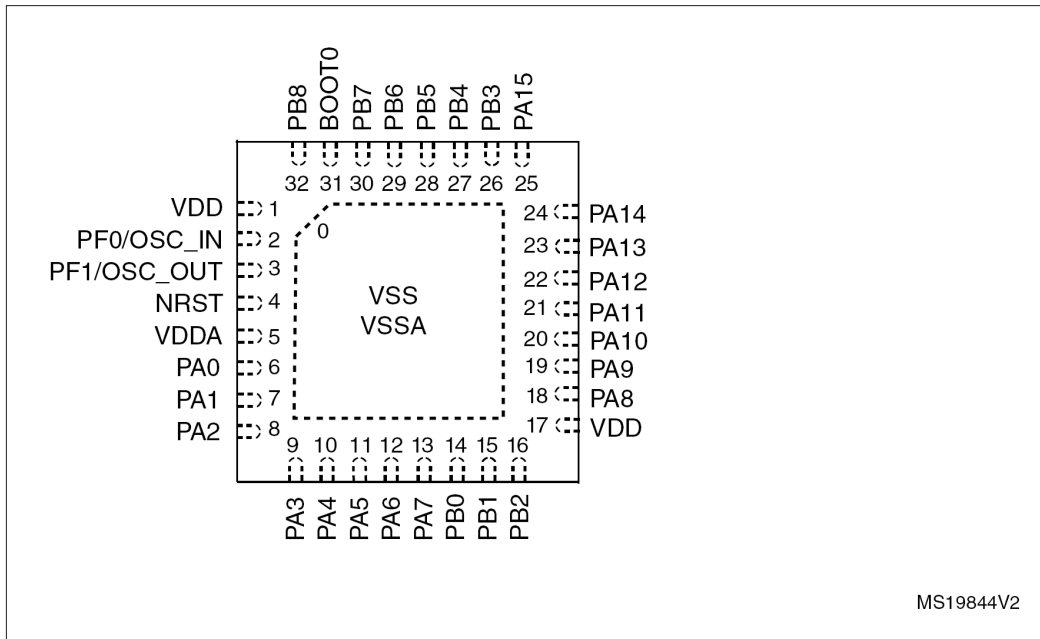 PB8
BOOT0
PB7
PB6
PB5
PB4
PB3
PA15
32 31 30 29 28 27 26 25
VDD 1
PF0/OSC_IN 2
PF1/OSC_OUT 3
NRST 4
VDDA 5
PA0 6
PA1 7
PA2 8
0
VSS
VSSA
24 PA14
23 PA13
22 PA12
21 PA11
20 PA10
19 PA9
18 PA8
17 VDD
9 10 11 12 13 14 15 16
PA3
PA4
PA5
PA6
PA7
PB0
PB1
PB2
MS19844V2